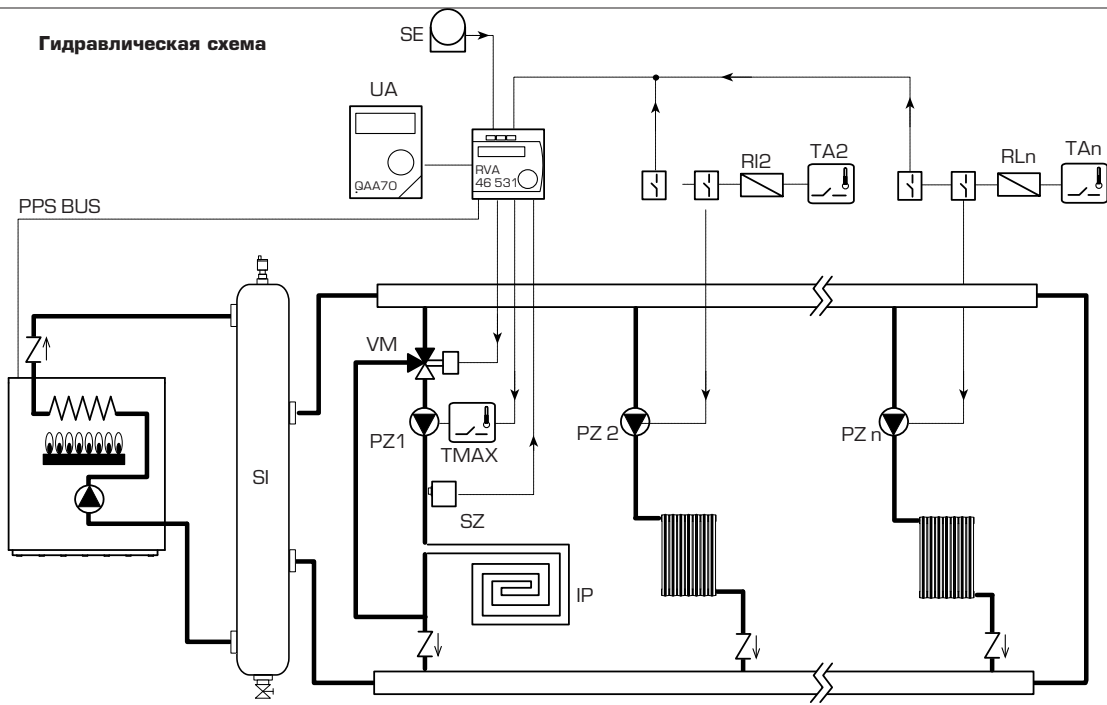 Гидравлическая схема
SE
UA
QAA70
RVA
46 531
RI2
TA2
RLn
TAn
PPS BUS
VM
PZ1
TMAX
PZ 2
PZ n
SI
SZ
IP